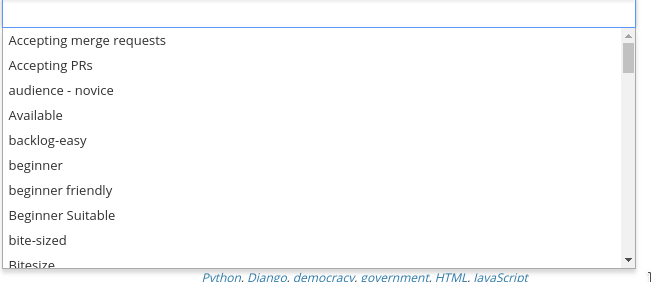 Accepting merge requests
Accepting PRs
audience - novice
Available
backlog-easy
beginner
beginner friendly
Beginner Suitable
bite-sized
Bitesize
Python, Django, democracy, government, HTML, JavaScript